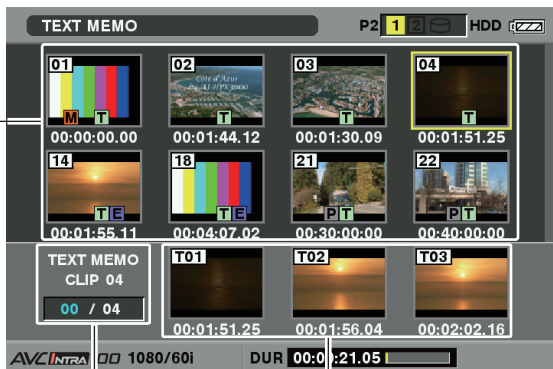 TEXT MEMO P2 1 2 HDD
01 02 03 04
Côte d'Azur
M T T T T
00:00:00.00 00:01:44.12 00:01:30.09 00:01:51.25
14 18 21 22
T E T E P T P T
00:01:55.11 00:04:07.02 00:30:00:00 00:40:00:00
TEXT MEMO
CLIP 04
00 / 04
T01 T02 T03
00:01:51.25 00:01:56.04 00:02:02.16
AVC INTRA 1080/60i DUR 00:00:21.05